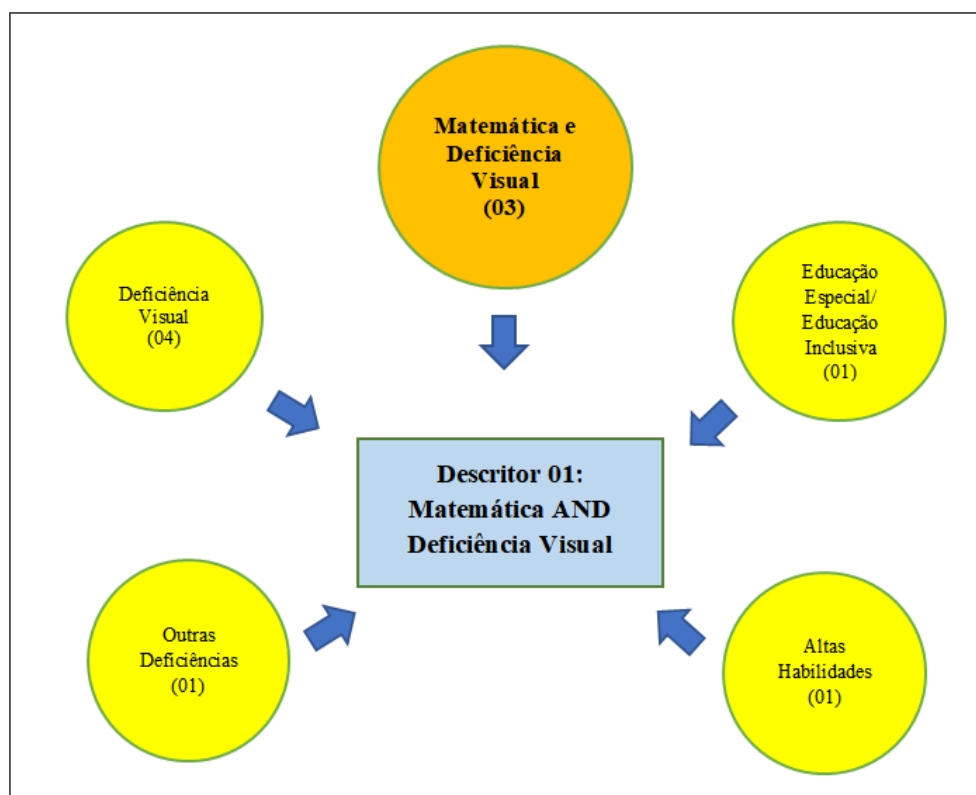 Matemática e
Deficiência
Visual
(03)
Deficiência
Visual
(04)
Educação
Especial/
Educação
Inclusiva
(01)
Descritor 01:
Matemática AND
Deficiência Visual
Outras
Deficiências
(01)
Altas
Habilidades
(01)